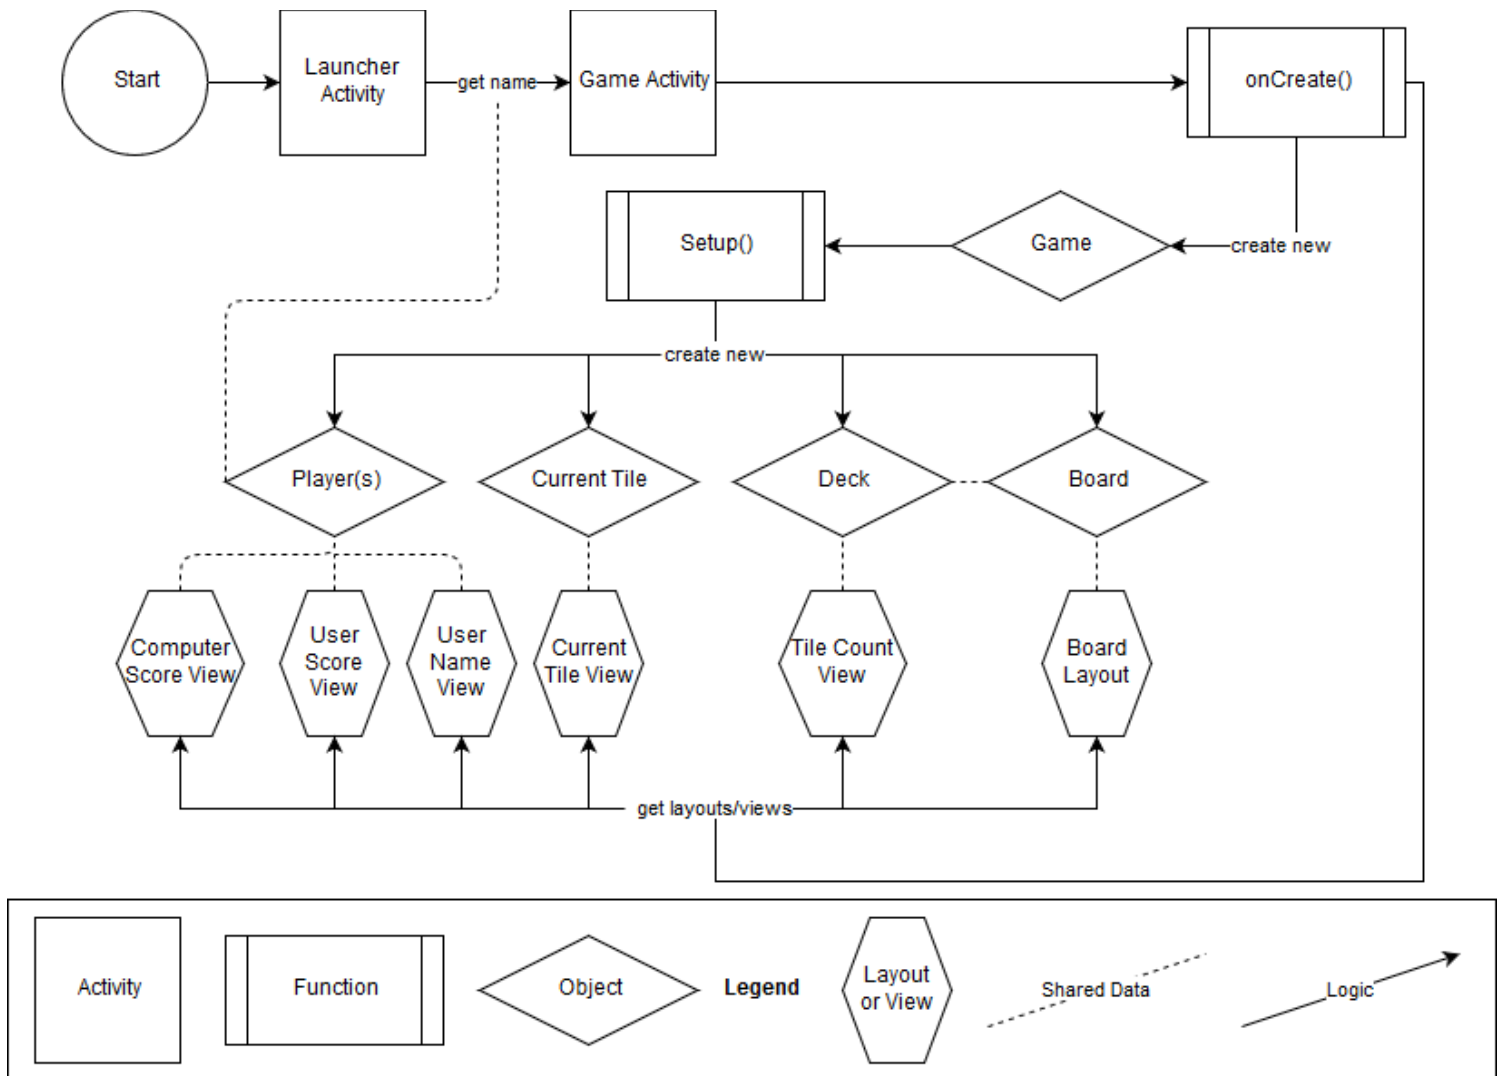 Start
Launcher
Activity
get name
Game Activity
onCreate()
Setup()
Game
create new
create new
Player(s)
Current Tile
Deck
Board
Computer
Score View
User
Score
View
User
Name
View
Current
Tile View
Tile Count
View
Board
Layout
get layouts/views
Activity
Function
Object
Legend
Layout
or View
Shared Data
Logic